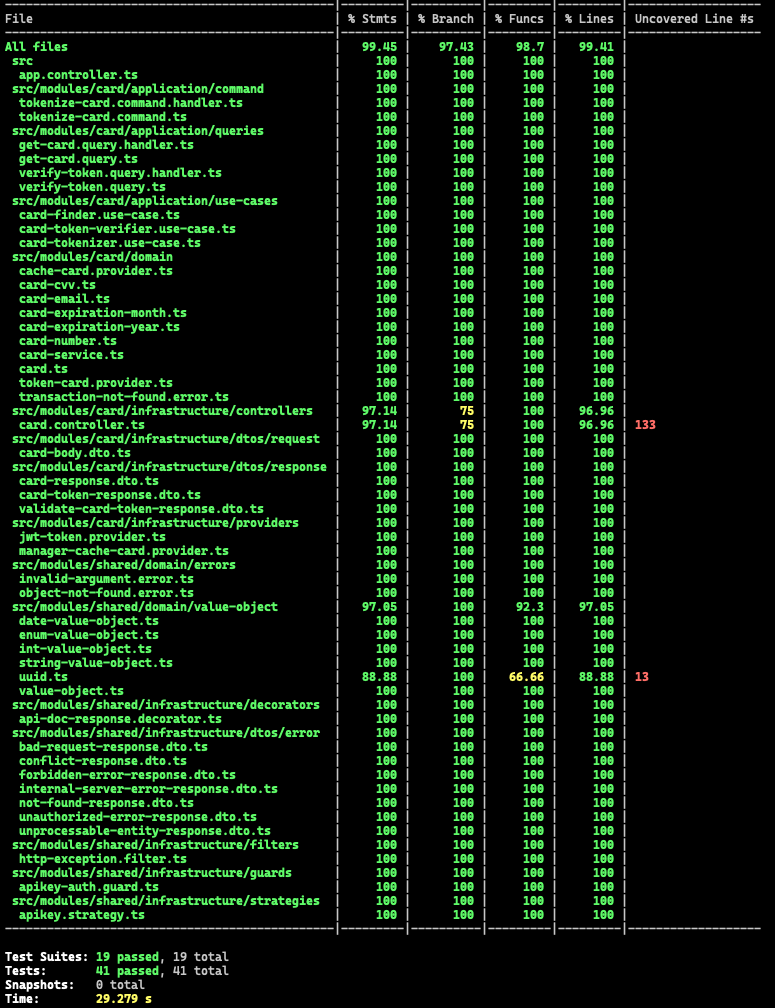 File | % Stmts | % Branch | % Funcs | % Lines | Uncovered Line #s
All files | 99.45 | 97.43 | 98.7 | 99.41 |
src | 100 | 100 | 100 | 100 |
app.controller.ts | 100 | 100 | 100 | 100 |
src/modules/card/application/command | 100 | 100 | 100 | 100 |
tokenize-card.command.handler.ts | 100 | 100 | 100 | 100 |
tokenize-card.command.ts | 100 | 100 | 100 | 100 |
src/modules/card/application/queries | 100 | 100 | 100 | 100 |
get-card.query.handler.ts | 100 | 100 | 100 | 100 |
get-card.query.ts | 100 | 100 | 100 | 100 |
verify-token.query.handler.ts | 100 | 100 | 100 | 100 |
verify-token.query.ts | 100 | 100 | 100 | 100 |
src/modules/card/application/use-cases | 100 | 100 | 100 | 100 |
card-finder.use-case.ts | 100 | 100 | 100 | 100 |
card-token-verifier.use-case.ts | 100 | 100 | 100 | 100 |
card-tokenizer.use-case.ts | 100 | 100 | 100 | 100 |
src/modules/card/domain | 100 | 100 | 100 | 100 |
cache-card.provider.ts | 100 | 100 | 100 | 100 |
card-cvv.ts | 100 | 100 | 100 | 100 |
card-email.ts | 100 | 100 | 100 | 100 |
card-expiration-month.ts | 100 | 100 | 100 | 100 |
card-expiration-year.ts | 100 | 100 | 100 | 100 |
card-number.ts | 100 | 100 | 100 | 100 |
card-service.ts | 100 | 100 | 100 | 100 |
card.ts | 100 | 100 | 100 | 100 |
token-card.provider.ts | 100 | 100 | 100 | 100 |
transaction-not-found.error.ts | 100 | 100 | 100 | 100 |
src/modules/card/infrastructure/controllers | 97.14 | 75 | 100 | 96.96 |
card.controller.ts | 97.14 | 75 | 100 | 96.96 | 133
src/modules/card/infrastructure/dtos/request | 100 | 100 | 100 | 100 |
card-body.dto.ts | 100 | 100 | 100 | 100 |
src/modules/card/infrastructure/dtos/response | 100 | 100 | 100 | 100 |
card-response.dto.ts | 100 | 100 | 100 | 100 |
card-token-response.dto.ts | 100 | 100 | 100 | 100 |
validate-card-token-response.dto.ts | 100 | 100 | 100 | 100 |
src/modules/card/infrastructure/providers | 100 | 100 | 100 | 100 |
jwt-token.provider.ts | 100 | 100 | 100 | 100 |
manager-cache-card.provider.ts | 100 | 100 | 100 | 100 |
src/modules/shared/domain/errors | 100 | 100 | 100 | 100 |
invalid-argument.error.ts | 100 | 100 | 100 | 100 |
object-not-found.error.ts | 100 | 100 | 100 | 100 |
src/modules/shared/domain/value-object | 97.05 | 100 | 92.3 | 97.05 |
date-value-object.ts | 100 | 100 | 100 | 100 |
enum-value-object.ts | 100 | 100 | 100 | 100 |
int-value-object.ts | 100 | 100 | 100 | 100 |
string-value-object.ts | 100 | 100 | 100 | 100 |
uuid.ts | 88.88 | 100 | 66.66 | 88.88 | 13
value-object.ts | 100 | 100 | 100 | 100 |
src/modules/shared/infrastructure/decorators | 100 | 100 | 100 | 100 |
api-doc-response.decorator.ts | 100 | 100 | 100 | 100 |
src/modules/shared/infrastructure/dtos/error | 100 | 100 | 100 | 100 |
bad-request-response.dto.ts | 100 | 100 | 100 | 100 |
conflict-response.dto.ts | 100 | 100 | 100 | 100 |
forbidden-error-response.dto.ts | 100 | 100 | 100 | 100 |
internal-server-error-response.dto.ts | 100 | 100 | 100 | 100 |
not-found-response.dto.ts | 100 | 100 | 100 | 100 |
unauthorized-error-response.dto.ts | 100 | 100 | 100 | 100 |
unprocessable-entity-response.dto.ts | 100 | 100 | 100 | 100 |
src/modules/shared/infrastructure/filters | 100 | 100 | 100 | 100 |
http-exception.filter.ts | 100 | 100 | 100 | 100 |
src/modules/shared/infrastructure/guards | 100 | 100 | 100 | 100 |
apikey-auth.guard.ts | 100 | 100 | 100 | 100 |
src/modules/shared/infrastructure/strategies | 100 | 100 | 100 | 100 |
apikey.strategy.ts | 100 | 100 | 100 | 100 |
Test Suites: 19 passed, 19 total
Tests: 41 passed, 41 total
Snapshots: 0 total
Time: 29.279 s